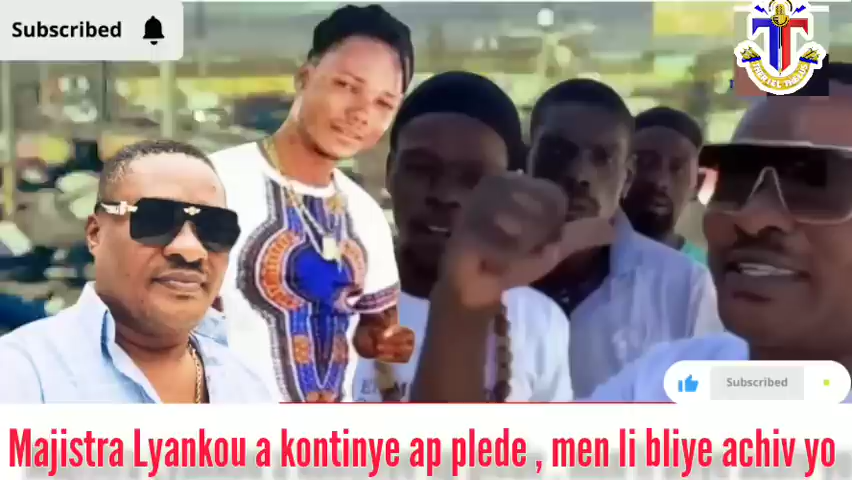 Subscribed
Subscribed
Majistra Lyankou a kontinye ap plede , men li bliye achiv yo